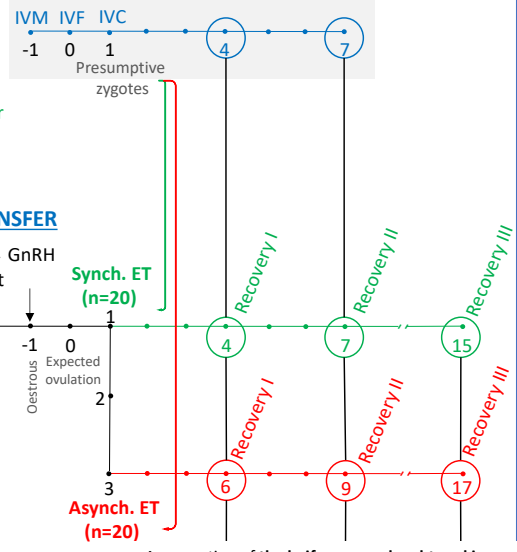 IVM IVF IVC
-1 0 1 4 7
Presumptive
zygotes
r
NSFER
GnRH
t
Synch. ET
(n=20)
Recovery I
Recovery II
Recovery III
1
-1 0 4 7 15
Oestrous
Expected
ovulation
2
Recovery I
Recovery II
Recovery III
3 6 9 17
Asynch. ET
(n=20)